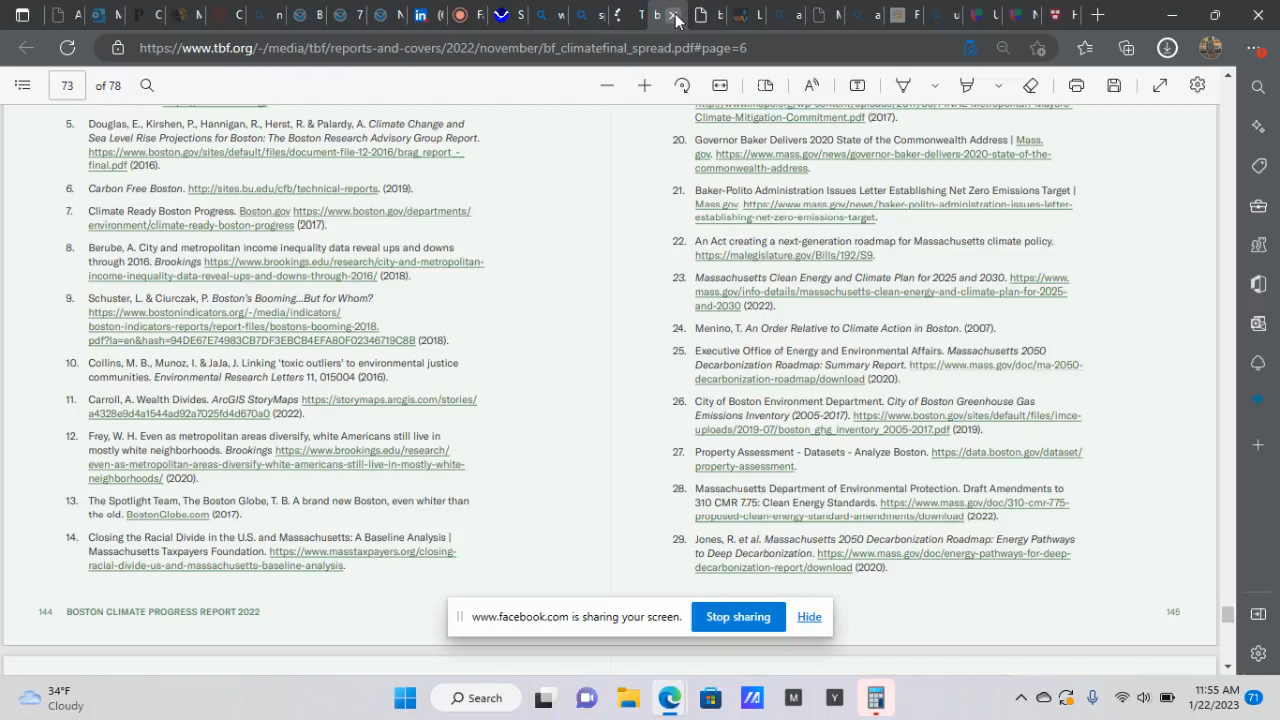 https://www.tbf.org/-/media/tbf/reports-and-covers/2022/november/bf_climatefinal_spread.pdf#page=6
73 of 78
5. Douglas, E., Kirshen, P., Hannigan, R., Herst, R. & Palardy, A. Climate Change and
Sea Level Rise Projections for Boston: The Boston Research Advisory Group Report.
https://www.boston.gov/sites/default/files/document-file-12-2016/brag_report_-_
final.pdf (2016).
6. Carbon Free Boston. http://sites.bu.edu/cfb/technical-reports. (2019).
7. Climate Ready Boston Progress. Boston.gov https://www.boston.gov/departments/
environment/climate-ready-boston-progress (2017).
8. Berube, A. City and metropolitan income inequality data reveal ups and downs
through 2016. Brookings https://www.brookings.edu/research/city-and-metropolitan-
income-inequality-data-reveal-ups-and-downs-through-2016/ (2018).
9. Schuster, L. & Ciurczak, P. Boston's Booming...But for Whom?
https://www.bostonindicators.org/-/media/indicators/
boston-indicators-reports/report-files/bostons-booming-2018.
pdf?la=en&hash=94DE67E74983CB7DF3EBCB4EFA8OF02346719C8B (2018).
10. Collins, M. B., Munoz, I. & JaJa, J. Linking 'toxic outliers' to environmental justice
communities. Environmental Research Letters 11, 015004 (2016).
11. Carroll, A. Wealth Divides. ArcGIS StoryMaps https://storymaps.arcgis.com/stories/
a4328e9d4a1544ad92a7025fd4d670a0 (2022).
12. Frey, W. H. Even as metropolitan areas diversify, white Americans still live in
mostly white neighborhoods. Brookings https://www.brookings.edu/research/
even-as-metropolitan-areas-diversify-white-americans-still-live-in-mostly-white-
neighborhoods/ (2020).
13. The Spotlight Team, The Boston Globe, T. B. A brand new Boston, even whiter than
the old. BostonGlobe.com (2017).
14. Closing the Racial Divide in the U.S. and Massachusetts: A Baseline Analysis |
Massachusetts Taxpayers Foundation. https://www.masstaxpayers.org/closing-
racial-divide-us-and-massachusetts-baseline-analysis.
144 BOSTON CLIMATE PROGRESS REPORT 2022
Climate-Mitigation-Commitment.pdf (2017).
20. Governor Baker Delivers 2020 State of the Commonwealth Address | Mass.
gov. https://www.mass.gov/news/governor-baker-delivers-2020-state-of-the-
commonwealth-address.
21. Baker-Polito Administration Issues Letter Establishing Net Zero Emissions Target |
Mass.gov. https://www.mass.gov/news/baker-polito-administration-issues-letter-
establishing-net-zero-emissions-target.
22. An Act creating a next-generation roadmap for Massachusetts climate policy.
https://malegislature.gov/Bills/192/S9.
23. Massachusetts Clean Energy and Climate Plan for 2025 and 2030. https://www.
mass.gov/info-details/massachusetts-clean-energy-and-climate-plan-for-2025-
and-2030 (2022).
24. Menino, T. An Order Relative to Climate Action in Boston. (2007).
25. Executive Office of Energy and Environmental Affairs. Massachusetts 2050
Decarbonization Roadmap: Summary Report. https://www.mass.gov/doc/ma-2050-
decarbonization-roadmap/download (2020).
26. City of Boston Environment Department. City of Boston Greenhouse Gas
Emissions Inventory (2005-2017). https://www.boston.gov/sites/default/files/imce-
uploads/2019-07/boston_ghg_inventory_2005-2017.pdf (2019).
27. Property Assessment - Datasets - Analyze Boston. https://data.boston.gov/dataset/
property-assessment.
28. Massachusetts Department of Environmental Protection. Draft Amendments to
310 CMR 7.75: Clean Energy Standards. https://www.mass.gov/doc/310-cmr-775-
proposed-clean-energy-standard-amendments/download (2022).
29. Jones, R. et al. Massachusetts 2050 Decarbonization Roadmap: Energy Pathways
to Deep Decarbonization. https://www.mass.gov/doc/energy-pathways-for-deep-
decarbonization-report/download (2020).
145
www.facebook.com is sharing your screen. Stop sharing Hide
34°F
Cloudy
Search
M
Y
11:55 AM
1/22/2023
71